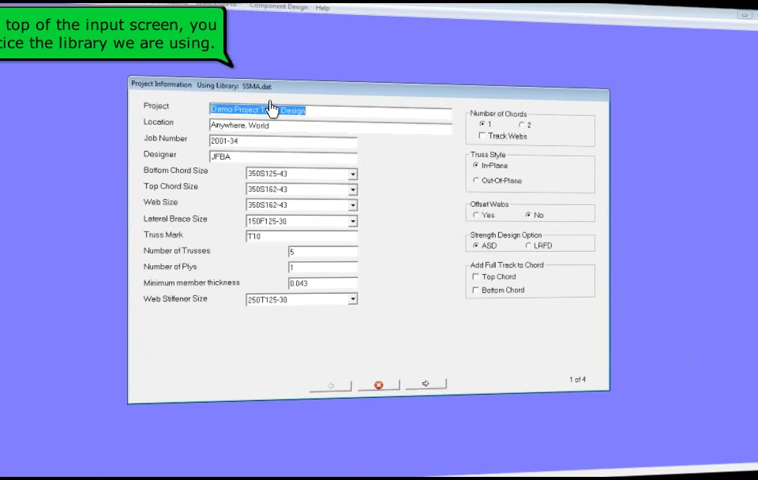 Component Design Help
top of the input screen, you
the library we are using.
Project Information Using Library: SSMA.dat
Project Demo Project Design
Location Anywhere, World
Job Number 2001-34
Designer JFBA
Bottom Chord Size 350S125-43
Top Chord Size 350S162-43
Web Size 350S162-43
Lateral Brace Size 150F125-30
Truss Mark T10
Number of Trusses 5
Number of Plys 1
Minimum member thickness 0.043
Web Stiffener Size 250T125-30
Number of Chords
1 2
Track Webs
Truss Style
In-Plane
Out-Of-Plane
Offset Webs
Yes No
Strength Design Option
ASD LRFD
Add Full Track to Chord
Top Chord
Bottom Chord
1 of 4